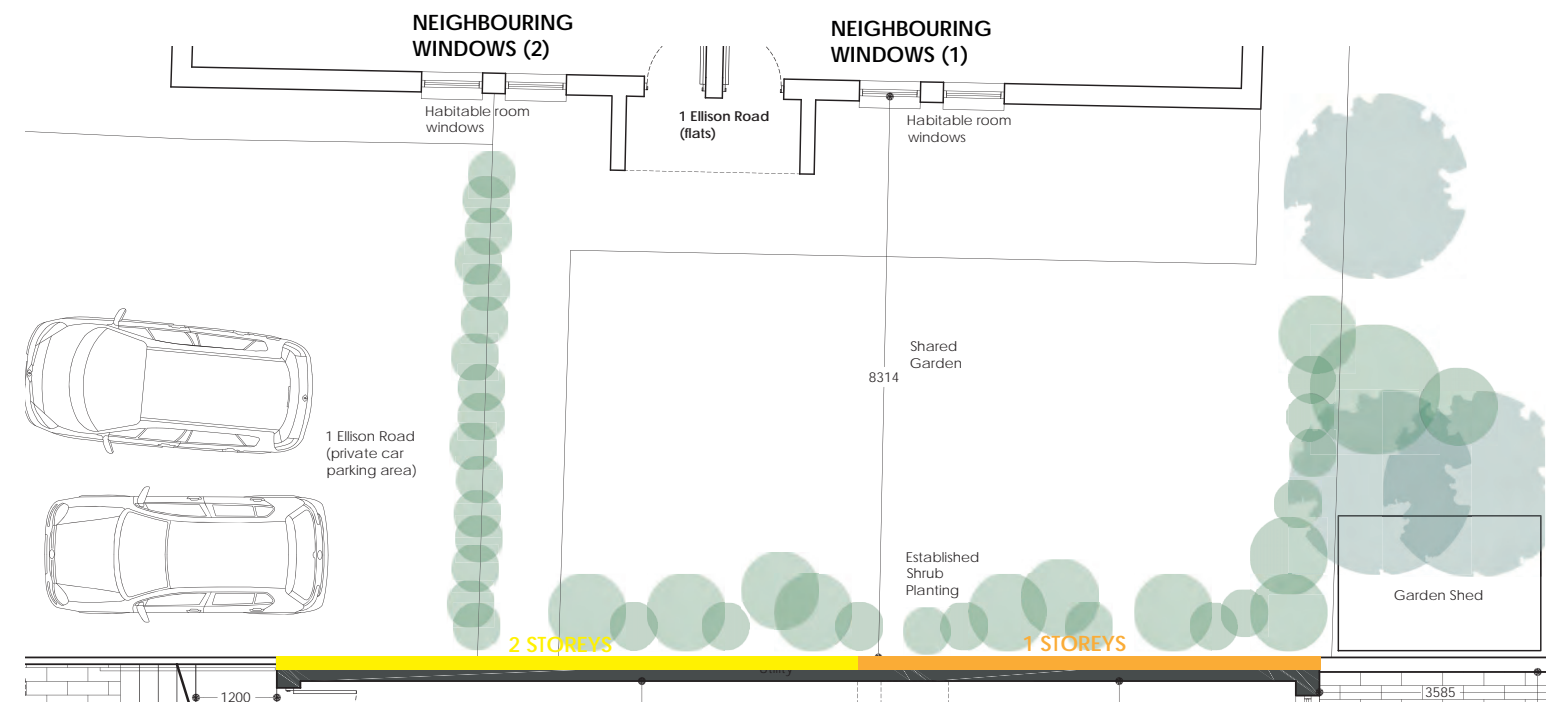 NEIGHBOURING
WINDOWS (2)
NEIGHBOURING
WINDOWS (1)
Habitable room
windows
1 Ellison Road
(flats)
Habitable room
windows
Shared
Garden
8314
1 Ellison Road
(private car
parking area)
Established
Shrub
Planting
Garden Shed
2 STOREYS
1 STOREYS
Utility
1200
3585